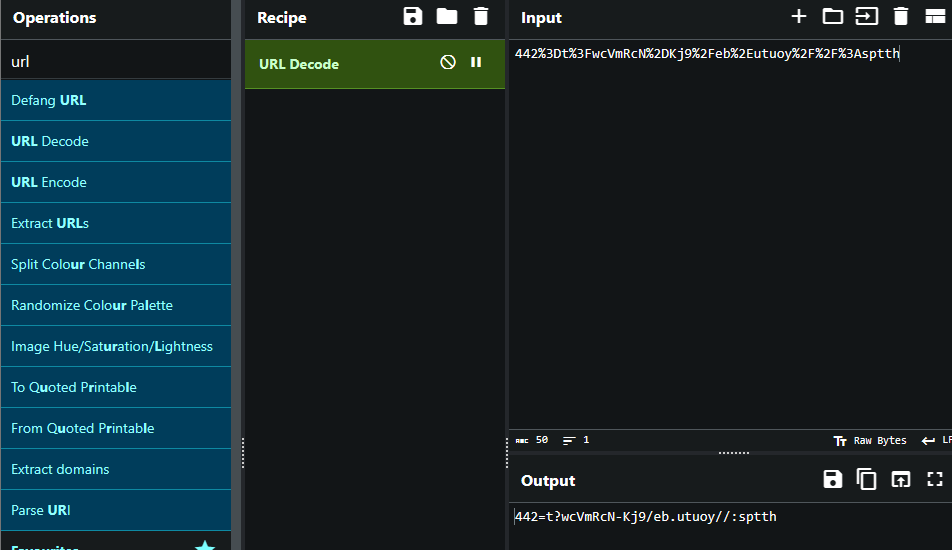 Operations
url
Defang URL
URL Decode
URL Encode
Extract URLs
Split Colour Channels
Randomize Colour Palette
Image Hue/Saturation/Lightness
To Quoted Printable
From Quoted Printable
Extract domains
Parse URI
Favourites
Recipe
URL Decode
Input
442%3Dt%3FwcVmRcN%2DKj9%2Feb%2Eutuoy%2F%2F%3Asptth
ABC 50 1
Tr Raw Bytes LF
Output
442=t?wcVmRcN-Kj9/eb.utuoy//:sptth